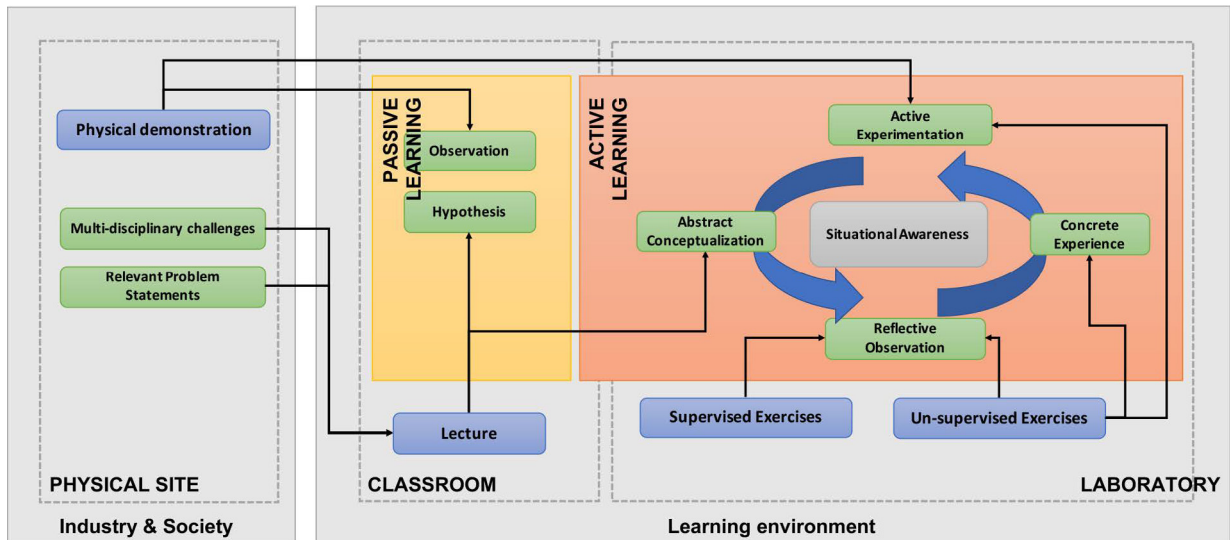 Physical demonstration
Multi-disciplinary challenges
Relevant Problem
Statements
PHYSICAL SITE
Industry & Society
PASSIVE
LEARNING
Observation
Hypothesis
Lecture
CLASSROOM
ACTIVE
LEARNING
Active
Experimentation
Abstract
Conceptualization
Situational Awareness
Concrete
Experience
Reflective
Observation
Supervised Exercises
Un-supervised Exercises
LABORATORY
Learning environment